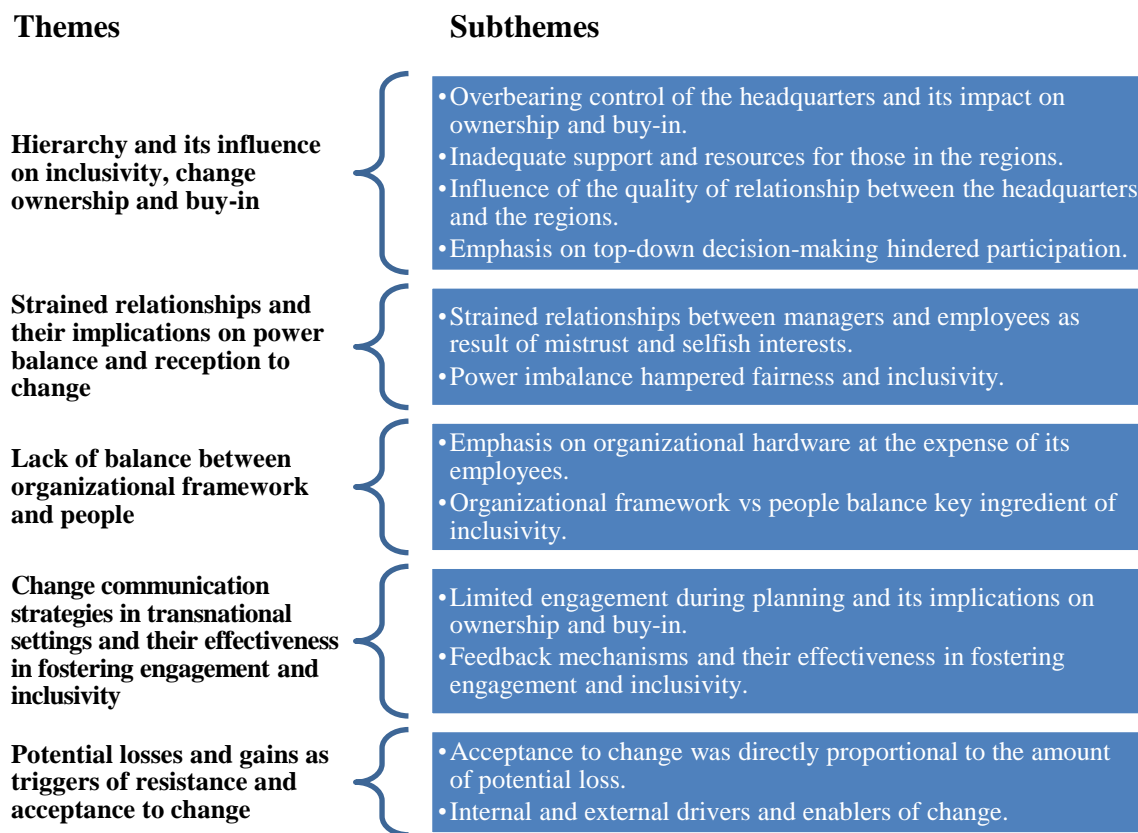 Themes
Subthemes
Hierarchy and its influence
on inclusivity, change
ownership and buy-in
•Overbearing control of the headquarters and its impact on
ownership and buy-in.
•Inadequate support and resources for those in the regions.
•Influence of the quality of relationship between the headquarters
and the regions.
•Emphasis on top-down decision-making hindered participation.
Strained relationships and
their implications on power
balance and reception to
change
•Strained relationships between managers and employees as
result of mistrust and selfish interests.
•Power imbalance hampered fairness and inclusivity.
Lack of balance between
organizational framework
and people
•Emphasis on organizational hardware at the expense of its
employees.
•Organizational framework vs people balance key ingredient of
inclusivity.
Change communication
strategies in transnational
settings and their effectiveness
in fostering engagement and
inclusivity
•Limited engagement during planning and its implications on
ownership and buy-in.
•Feedback mechanisms and their effectiveness in fostering
engagement and inclusivity.
Potential losses and gains as
triggers of resistance and
acceptance to change
•Acceptance to change was directly proportional to the amount
of potential loss.
•Internal and external drivers and enablers of change.